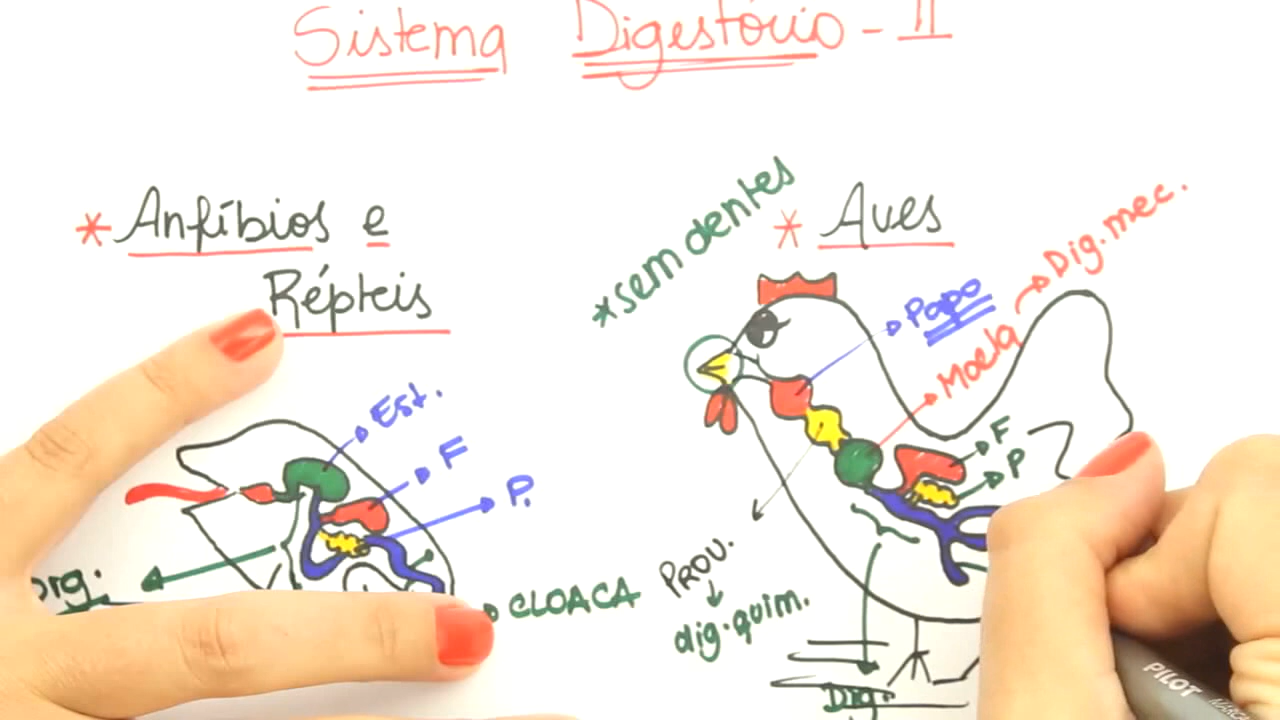 Sistema Digestório - II
* Anfíbios e
Répteis
Est.
F
P.
org.
CLOACA
* sem dentes
* Aves
Papo
Moela
Dig. mec.
F
P
PROV.
dig. quim.
Dig.
PILOT